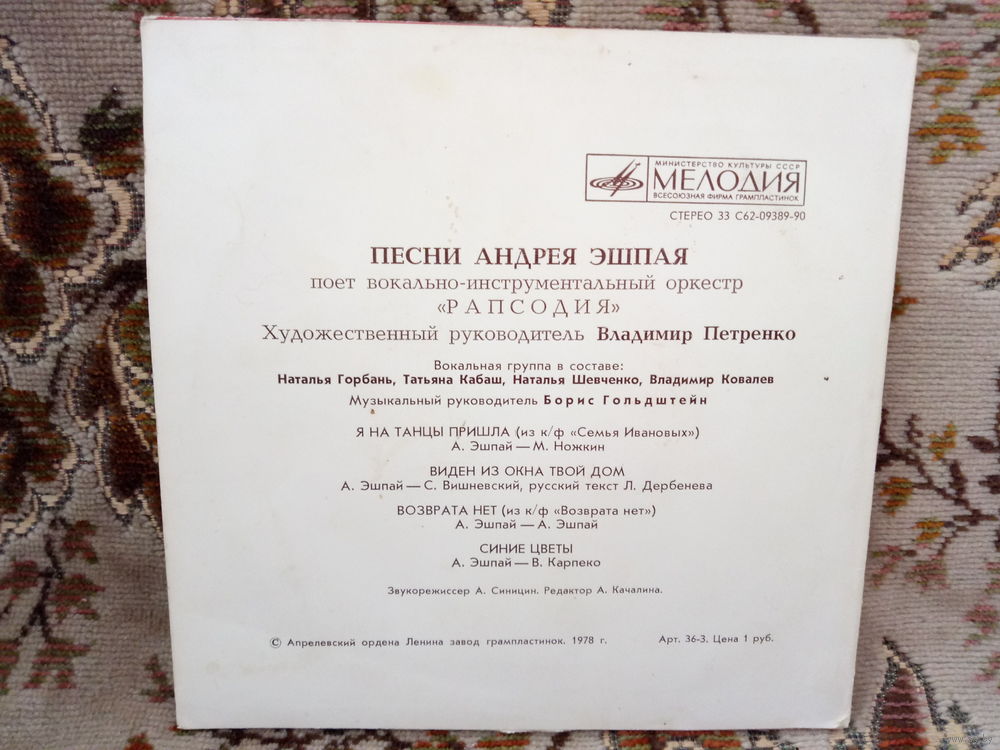 МИНИСТЕРСТВО КУЛЬТУРЫ СССР
МЕЛОДИЯ
ВСЕСОЮЗНАЯ ФИРМА ГРАМПЛАСТИНОК
СТЕРЕО 33 С62-09389-90
ПЕСНИ АНДРЕЯ ЭШПАЯ
поет вокально-инструментальный оркестр
«РАПСОДИЯ»
Художественный руководитель Владимир Петренко
Вокальная группа в составе:
Наталья Горбань, Татьяна Кабаш, Наталья Шевченко, Владимир Ковалев
Музыкальный руководитель Борис Гольдштейн
Я НА ТАНЦЫ ПРИШЛА (из к/ф «Семья Ивановых»)
А. Эшпай — М. Ножкин
ВИДЕН ИЗ ОКНА ТВОЙ ДОМ
А. Эшпай — С. Вишневский, русский текст Л. Дербенева
ВОЗВРАТА НЕТ (из к/ф «Возврата нет»)
А. Эшпай — А. Эшпай
СИНИЕ ЦВЕТЫ
А. Эшпай — В. Карпеко
Звукорежиссер А. Синицин. Редактор А. Качалина.
© Апрелевский ордена Ленина завод грампластинок. 1978 г. Арт. 36-3. Цена 1 руб.